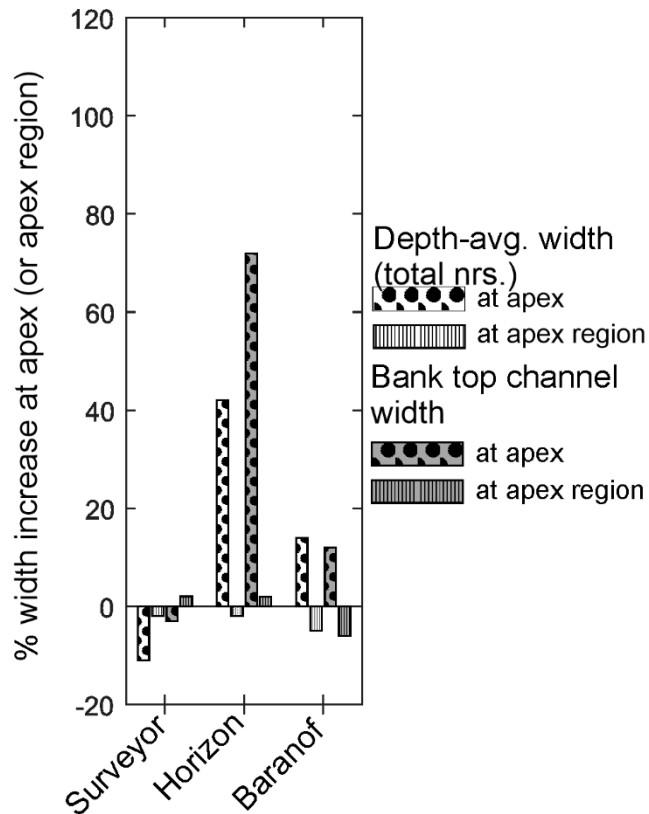 % width increase at apex (or apex region)
120
100
80
60
40
20
0
-20
Surveyor
Horizon
Baranof
Depth-avg. width
(total nrs.)
at apex
at apex region
Bank top channel
width
at apex
at apex region